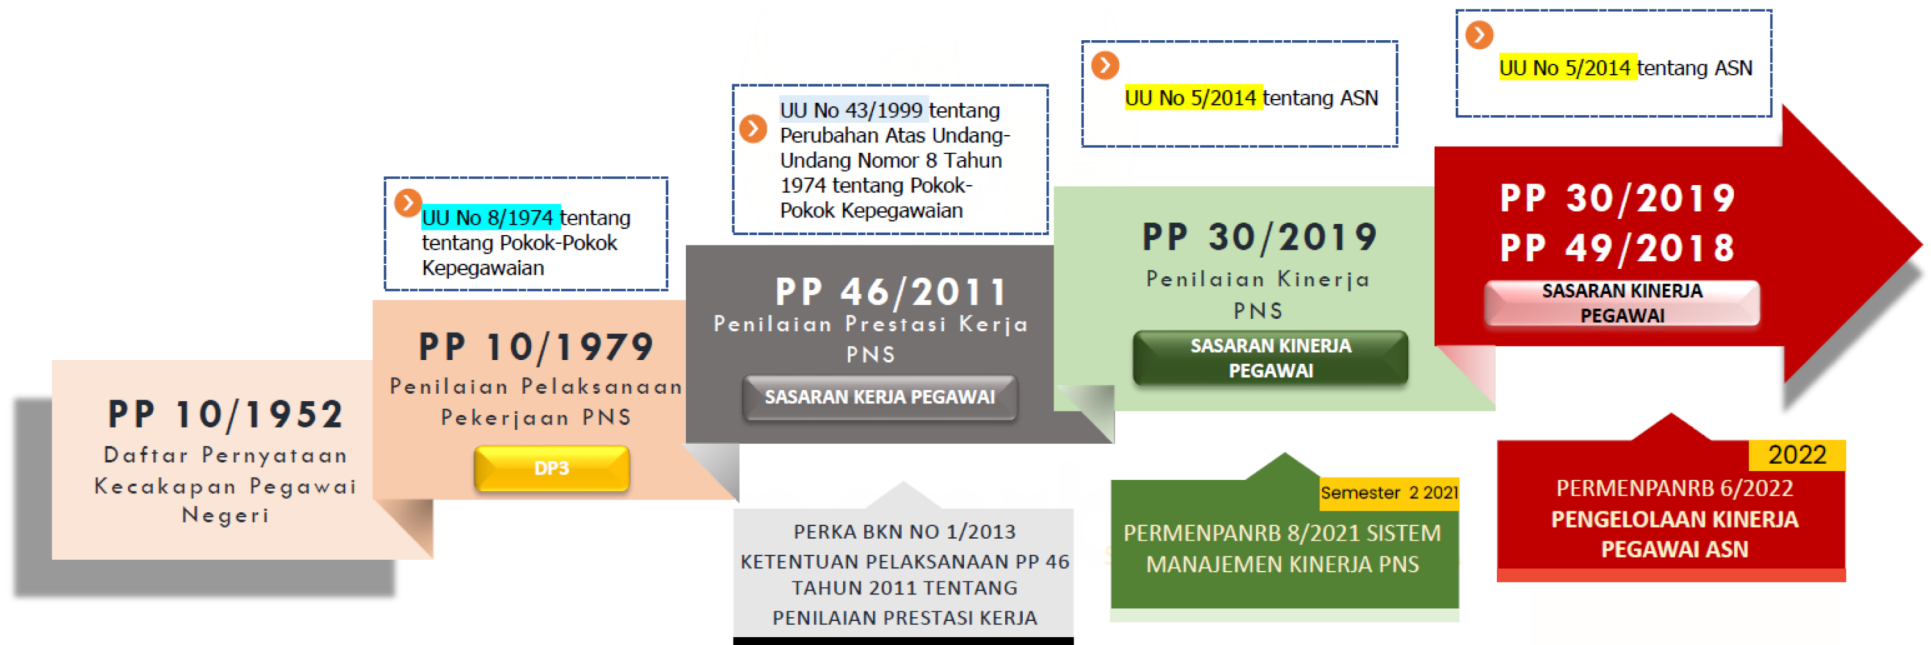 PP 10/1952
Daftar Pernyataan
Kecakapan Pegawai
Negeri
UU No 8/1974 tentang
tentang Pokok-Pokok
Kepegawaian
PP 10/1979
Penilaian Pelaksanaan
Pekerjaan PNS
DP3
UU No 43/1999 tentang
Perubahan Atas Undang-
Undang Nomor 8 Tahun
1974 tentang Pokok-
Pokok Kepegawaian
PP 46/2011
Penilaian Prestasi Kerja
PNS
SASARAN KERJA PEGAWAI
PERKA BKN NO 1/2013
KETENTUAN PELAKSANAAN PP 46
TAHUN 2011 TENTANG
PENILAIAN PRESTASI KERJA
UU No 5/2014 tentang ASN
PP 30/2019
Penilaian Kinerja
PNS
SASARAN KINERJA
PEGAWAI
Semester 2 2021
PERMENPANRB 8/2021 SISTEM
MANAJEMEN KINERJA PNS
UU No 5/2014 tentang ASN
PP 30/2019
PP 49/2018
SASARAN KINERJA
PEGAWAI
2022
PERMENPANRB 6/2022
PENGELOLAAN KINERJA
PEGAWAI ASN